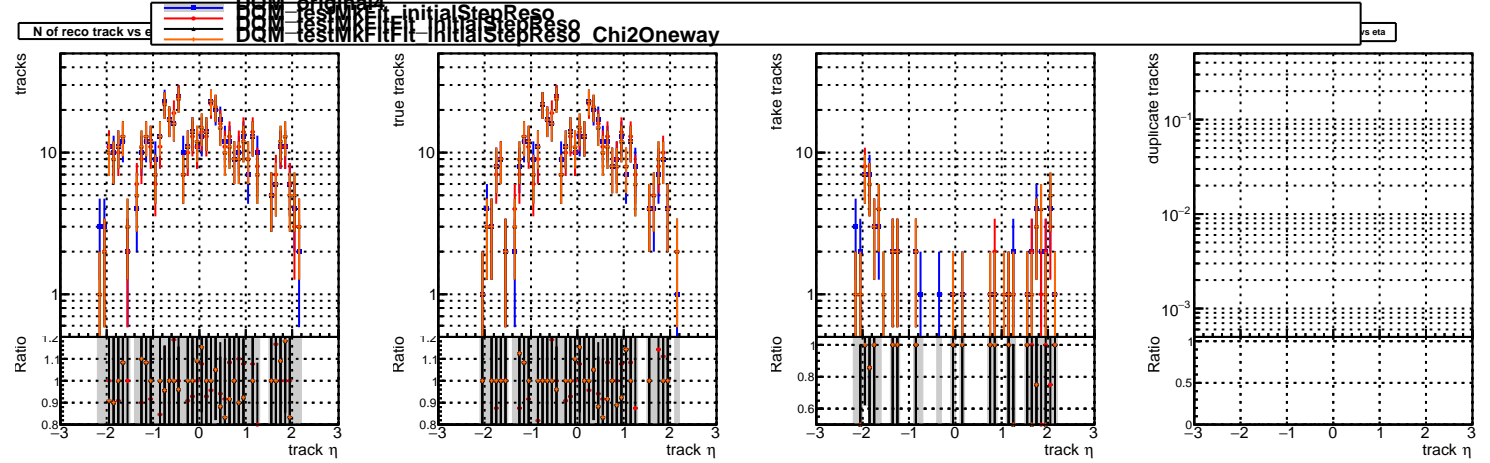 DQM_original4
DQM_testMkFit_initialStepReso
DQM_testMkFitFit_initialStepReso
DQM_testMkFitFit_initialStepReso_Chi2Oneway
N of reco track vs e
vs eta
tracks
10
1
Ratio
1.2
1.1
1
0.9
0.8
−3 −2 −1 0 1 2 3
track η
true tracks
10
1
Ratio
1.2
1.1
1
0.9
0.8
−3 −2 −1 0 1 2 3
track η
fake tracks
10
1
Ratio
1
0.8
0.6
−3 −2 −1 0 1 2 3
track η
duplicate tracks
10−1
10−2
10−3
Ratio
1
0.5
0
−3 −2 −1 0 1 2 3
track η